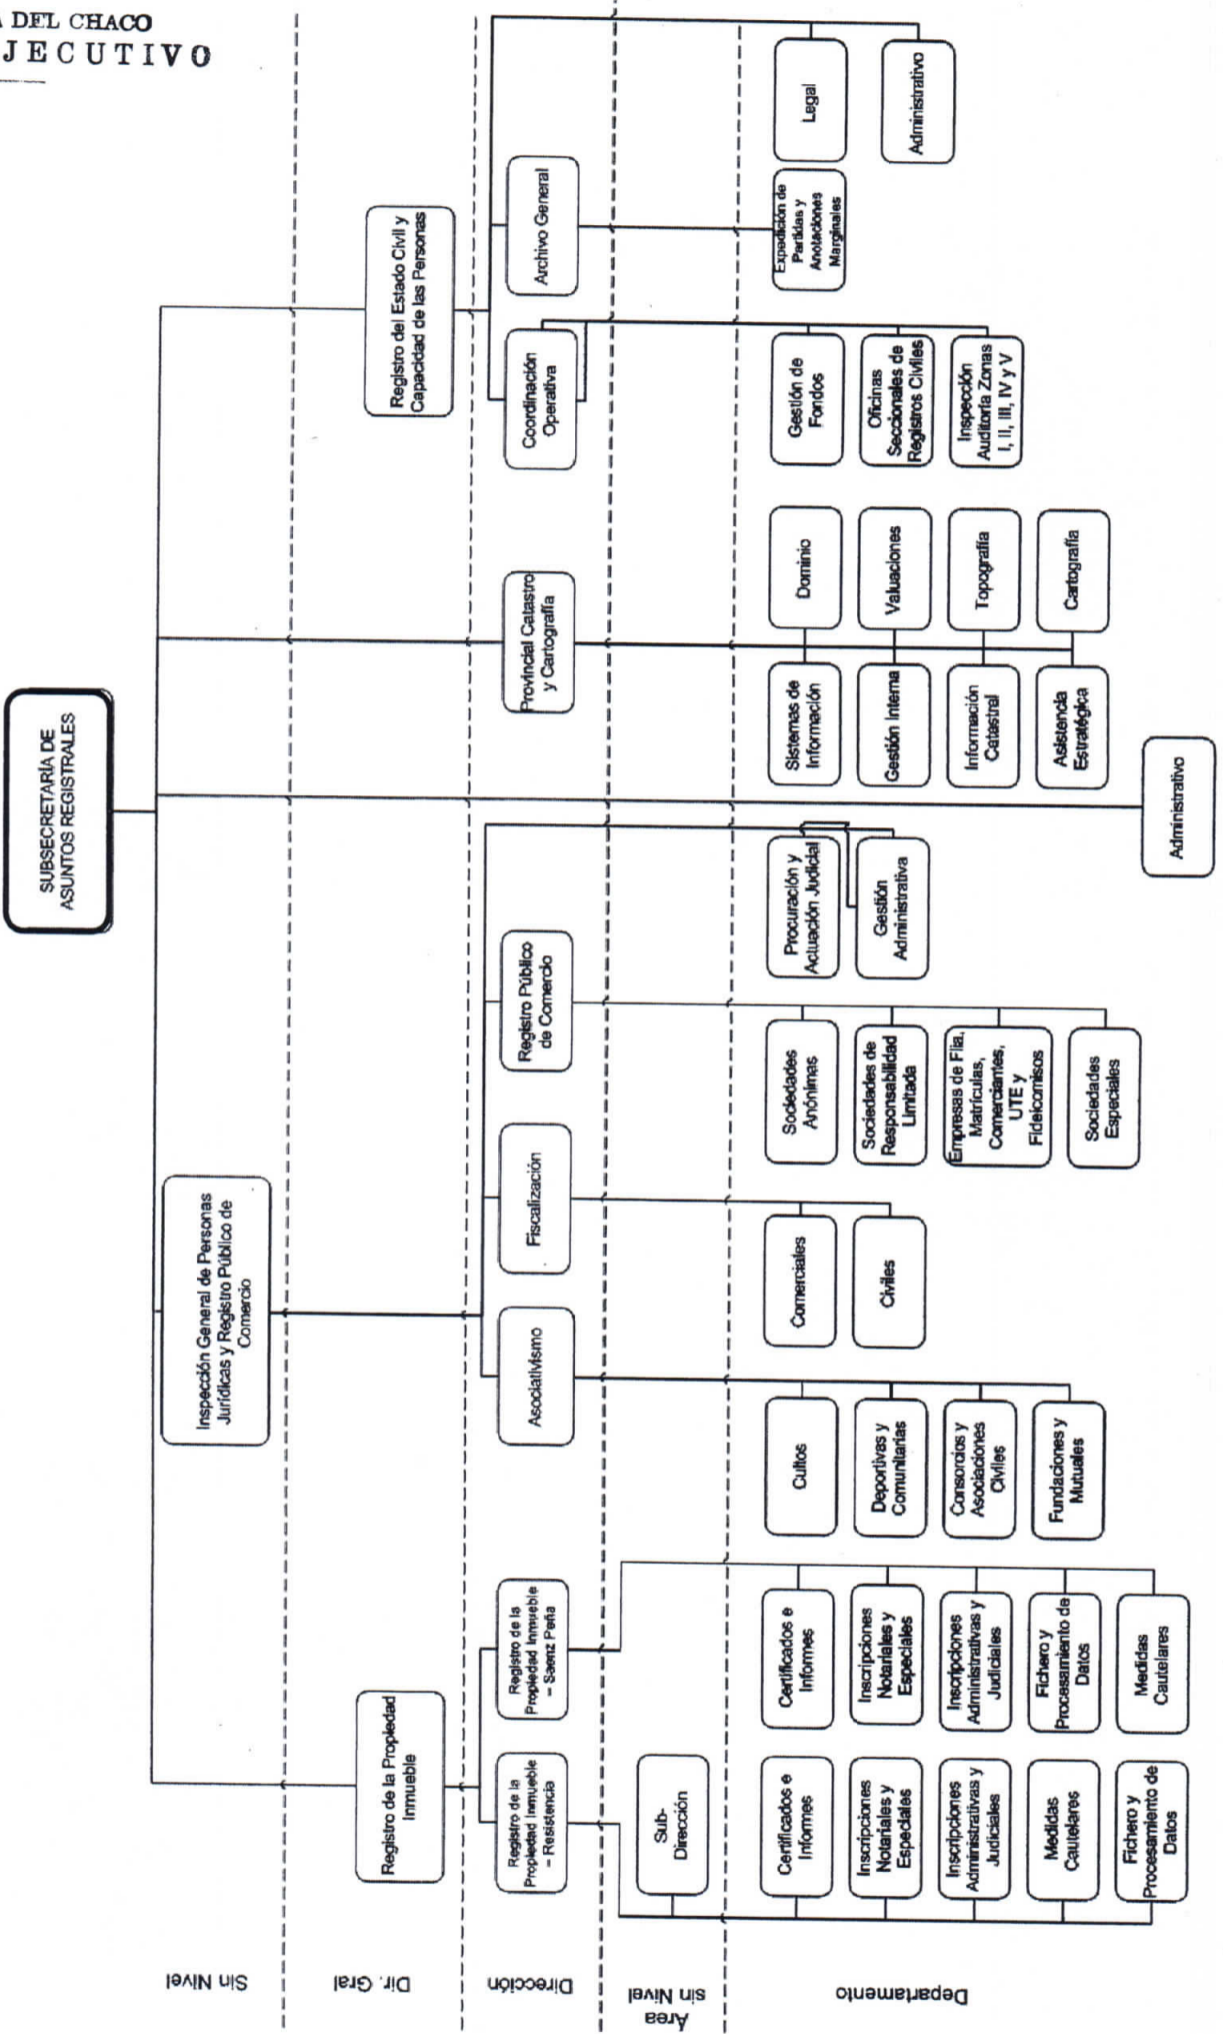 A DEL CHACO
JECUTIVO
SUBSECRETARÍA DE
ASUNTOS REGISTRALES
Sin Nivel
Inspección General de Personas
Jurídicas y Registro Público de
Comercio
Dir. Gral
Registro de la Propiedad
Inmueble
Registro del Estado Civil y
Capacidad de las Personas
Dirección
Registro de la
Propiedad Inmueble
– Resistencia
Registro de la
Propiedad Inmueble
– Saenz Peña
Asociativismo
Fiscalización
Registro Público
de Comercio
Provincial Catastro
y Cartografía
Coordinación
Operativa
Archivo General
Área
sin Nivel
Sub-
Dirección
Departamento
Certificados e
Informes
Inscripciones
Notariales y
Especiales
Inscripciones
Administrativas y
Judiciales
Medidas
Cautelares
Fichero y
Procesamiento de
Datos
Certificados e
Informes
Inscripciones
Notariales y
Especiales
Inscripciones
Administrativas y
Judiciales
Fichero y
Procesamiento de
Datos
Medidas
Cautelares
Cultos
Deportivas y
Comunitarias
Consorcios y
Asociaciones
Civiles
Fundaciones y
Mutuales
Comerciales
Civiles
Sociedades
Anónimas
Sociedades de
Responsabilidad
Limitada
Empresas de Flia,
Matrículas,
Comerciantes,
UTE y
Fideicomisos
Sociedades
Especiales
Procuración y
Actuación Judicial
Gestión
Administrativa
Administrativo
Sistemas de
Información
Gestión Interna
Información
Catastral
Asistencia
Estratégica
Dominio
Valuaciones
Topografía
Cartografía
Gestión de
Fondos
Oficinas
Seccionales de
Registros Civiles
Inspección
Auditoría Zonas
I, II, III, IV y V
Expedición de
Partidas y
Anotaciones
Marginales
Legal
Administrativo